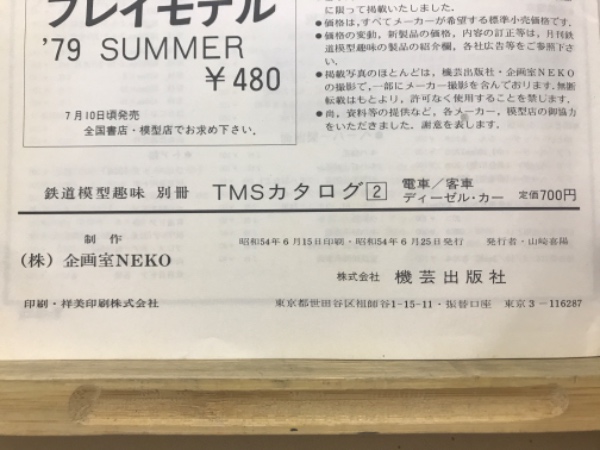 プレイモデル
'79 SUMMER
￥480
7月10日頃発売
全国書店・模型店でお求め下さい.
に限って掲載いたしました.
●価格は,すべてメーカーが希望する標準小売価格です.
●価格の変動, 新製品の価格, 内容の訂正等は, 月刊鉄
道模型趣味の製品の紹介欄, 各社広告等をご参照下さ
い.
●掲載写真のほとんどは, 機芸出版社・企画室NEKO
の撮影で,一部にメーカー撮影を含んでおります.無断
転載はもとより, 許可なく使用することを禁します.
●尚, 資料等の提供など, 各メーカー, 模型店の御協力
をいただきました. 謝意を表します.
鉄道模型趣味 別冊 TMSカタログ2 電車／客車 ディーゼル・カー 定価700円
制作
(株) 企画室NEKO
印刷・祥美印刷株式会社
昭和54年6月15日印刷・昭和54年6月25日発行 発行者・山崎喜陽
株式会社 機芸出版社
東京都世田谷区祖師谷1-15-11・振替口座 東京3－116287